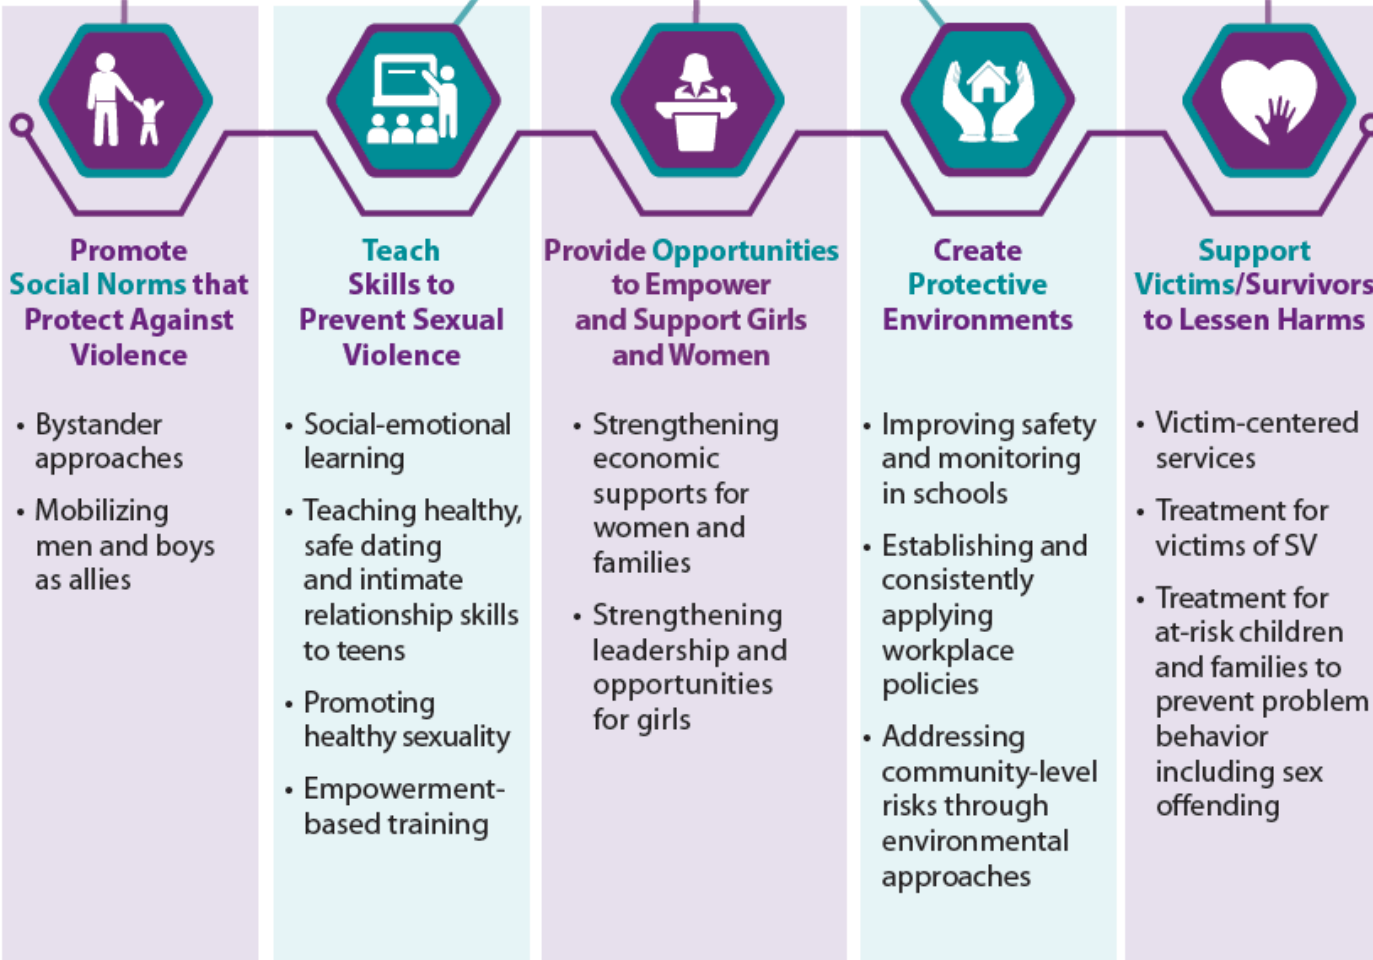 Promote
Social Norms that
Protect Against
Violence
• Bystander
approaches
• Mobilizing
men and boys
as allies
Teach
Skills to
Prevent Sexual
Violence
• Social-emotional
learning
• Teaching healthy,
safe dating
and intimate
relationship skills
to teens
• Promoting
healthy sexuality
• Empowerment-
based training
Provide Opportunities
to Empower
and Support Girls
and Women
• Strengthening
economic
supports for
women and
families
• Strengthening
leadership and
opportunities
for girls
Create
Protective
Environments
• Improving safety
and monitoring
in schools
• Establishing and
consistently
applying
workplace
policies
• Addressing
community-level
risks through
environmental
approaches
Support
Victims/Survivors
to Lessen Harms
• Victim-centered
services
• Treatment for
victims of SV
• Treatment for
at-risk children
and families to
prevent problem
behavior
including sex
offending